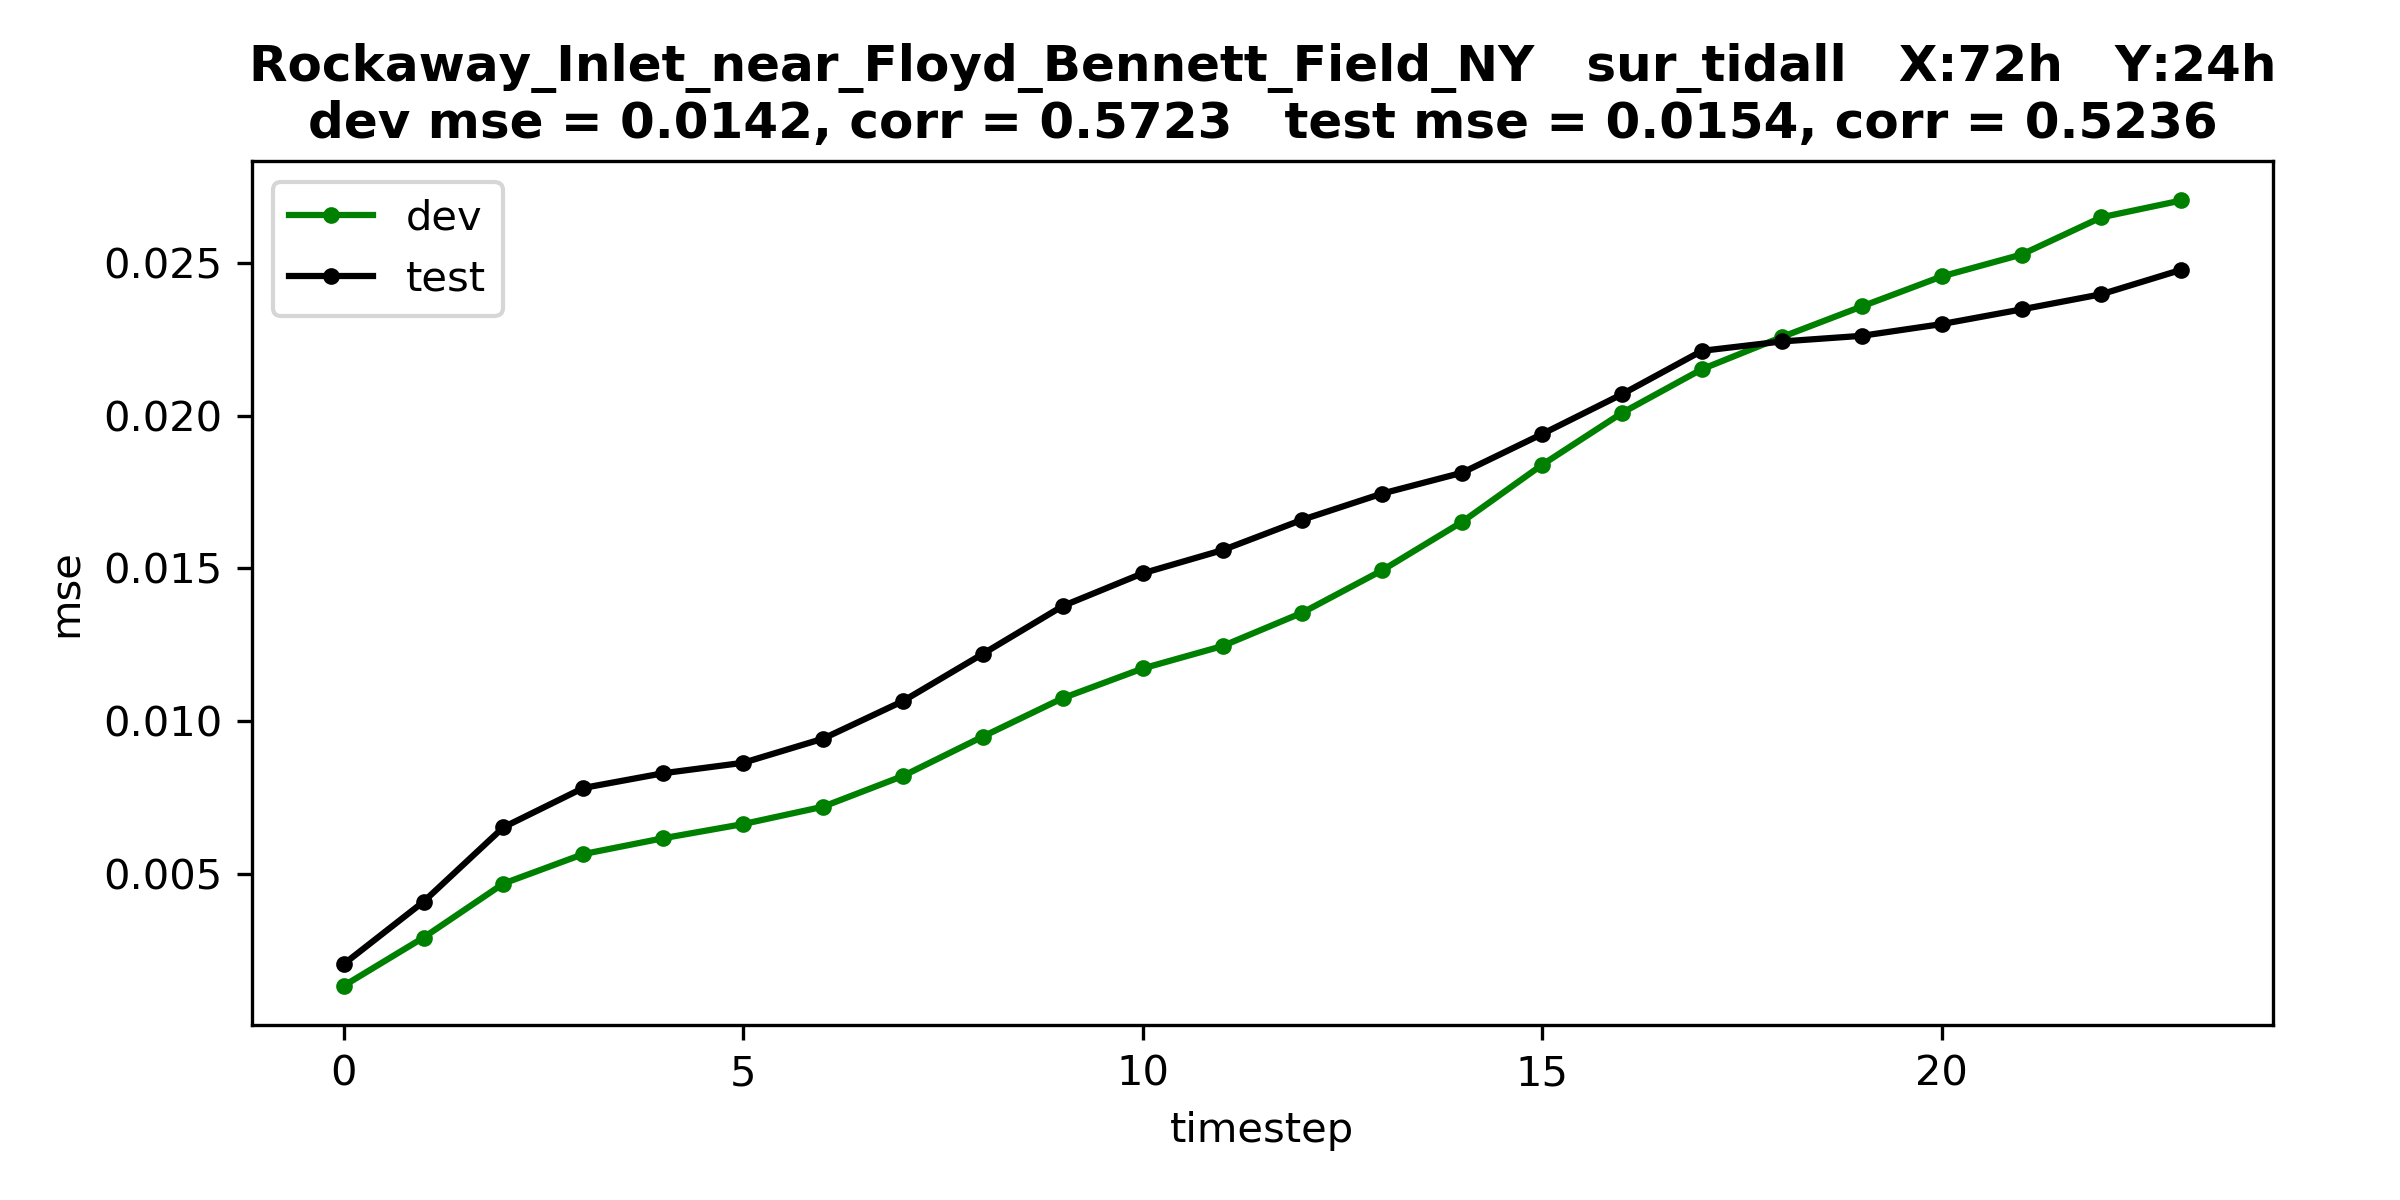 Rockaway_Inlet_near_Floyd_Bennett_Field_NY   sur_tidall   X:72h   Y:24h
dev mse = 0.0142, corr = 0.5723   test mse = 0.0154, corr = 0.5236
dev
test
0.025
0.020
0.015
0.010
0.005
mse
0 5 10 15 20
timestep